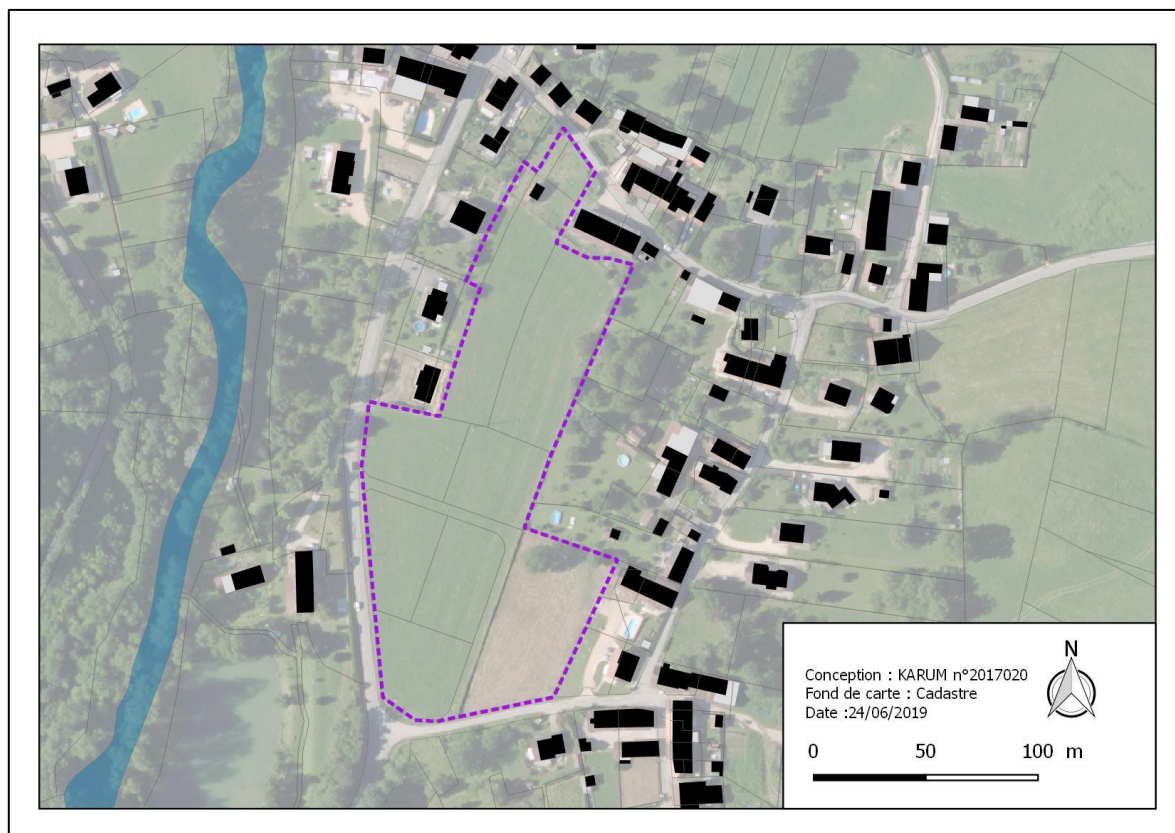 Conception : KARUM n°2017020
Fond de carte : Cadastre
Date :24/06/2019
N
0 50 100 m